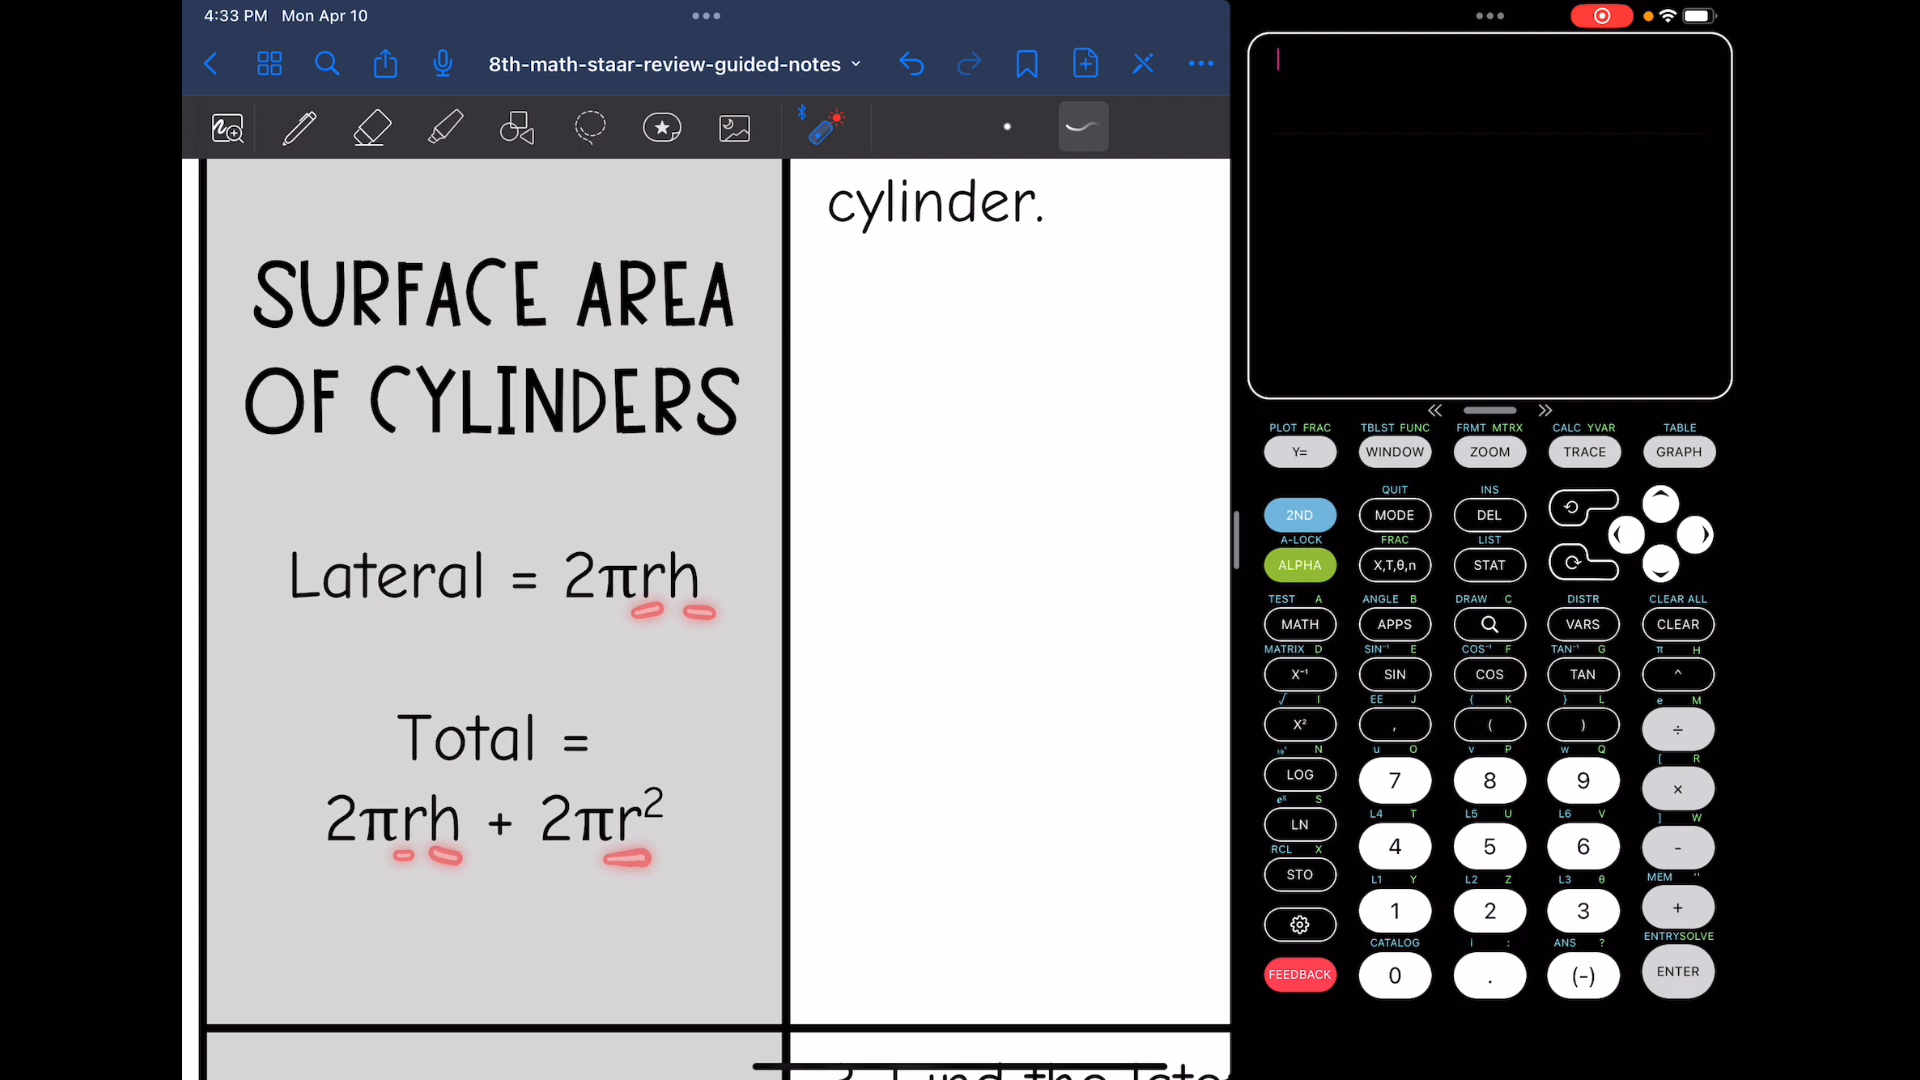 4:33 PM Mon Apr 10
8th-math-staar-review-guided-notes
cylinder.
SURFACE AREA
OF CYLINDERS
Lateral = 2πrh
Total =
2πrh + 2πr²
PLOT FRAC TBLST FUNC FRMT MTRX CALC YVAR TABLE
Y= WINDOW ZOOM TRACE GRAPH
QUIT INS
2ND MODE DEL
A-LOCK FRAC LIST
ALPHA X,T,θ,n STAT
TEST A ANGLE B DRAW C DISTR CLEAR ALL
MATH APPS VARS CLEAR
MATRIX D SIN⁻¹ E COS⁻¹ F TAN⁻¹ G π H
X⁻¹ SIN COS TAN ^
√ I EE J { K } L e M
X² , ( ) ÷
10ˣ N u O v P w Q [ R
LOG 7 8 9 ×
eˣ S L4 T L5 U L6 V ] W
LN 4 5 6 -
RCL X L1 Y L2 Z L3 θ MEM "
STO 1 2 3 +
CATALOG i : ANS ? ENTRY SOLVE
FEEDBACK 0 . (-) ENTER